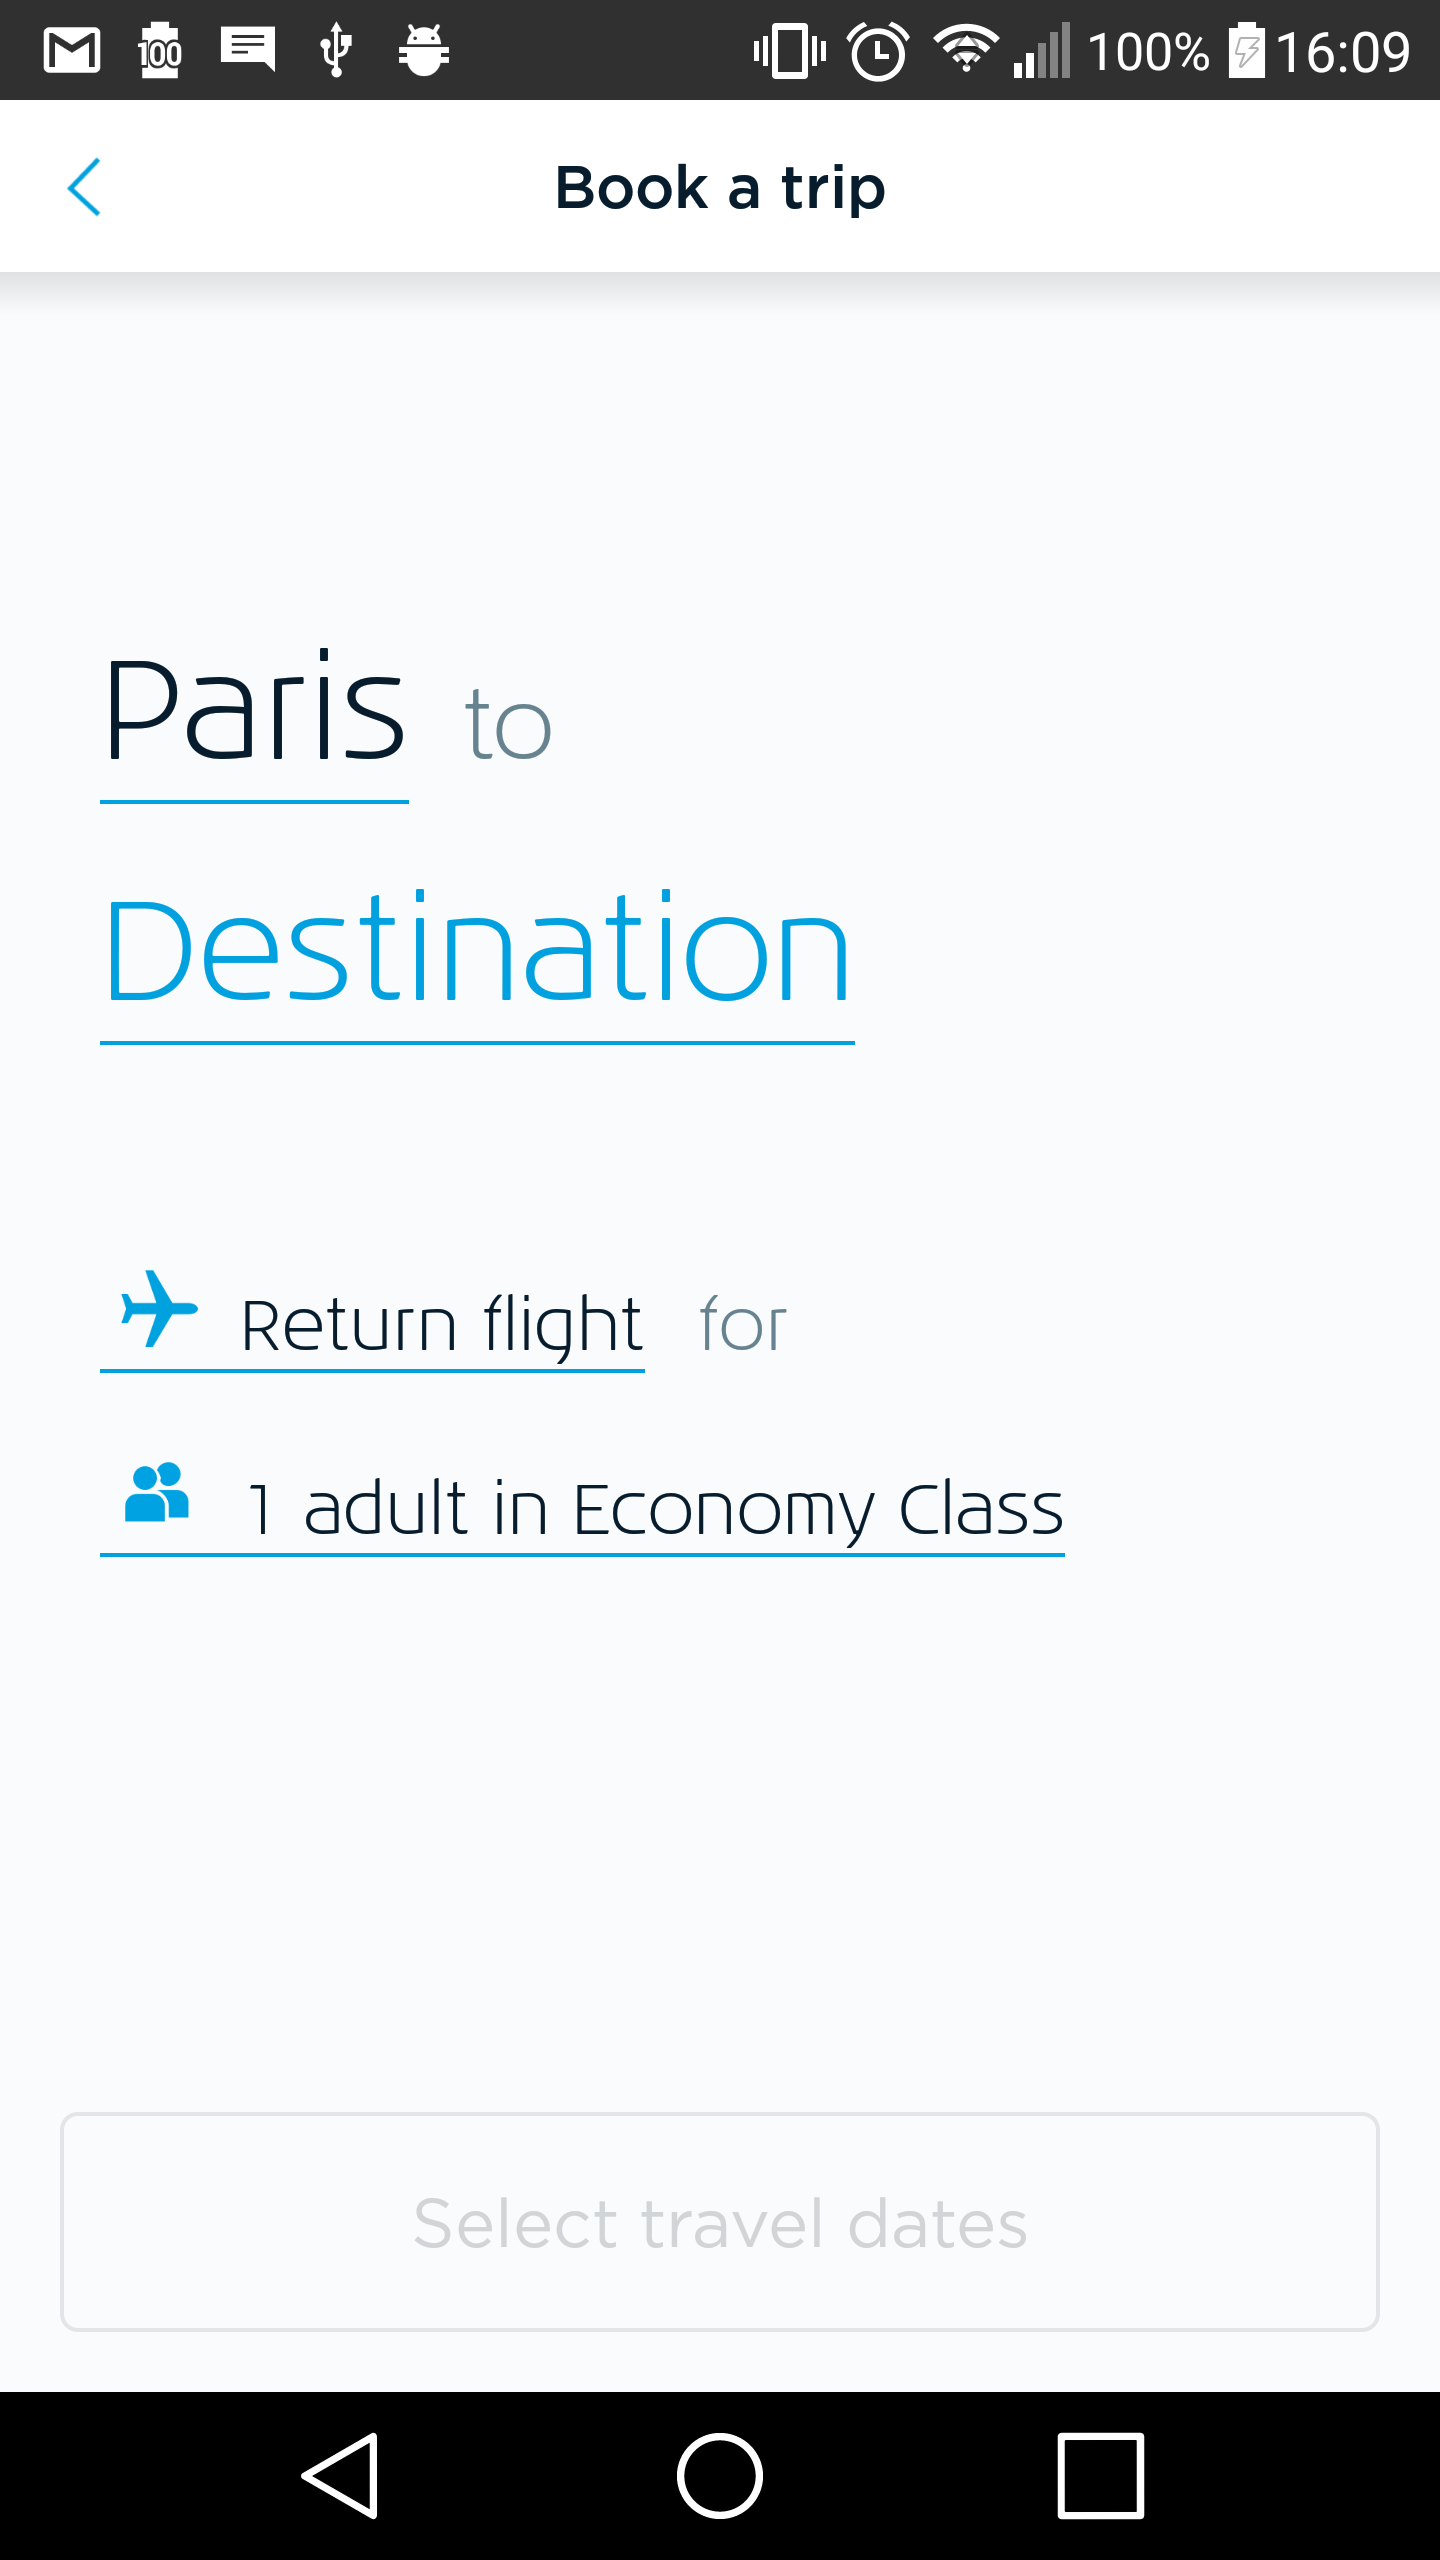 100 100% 16:09
Book a trip
Paris to
Destination
Return flight for
1 adult in Economy Class
Select travel dates